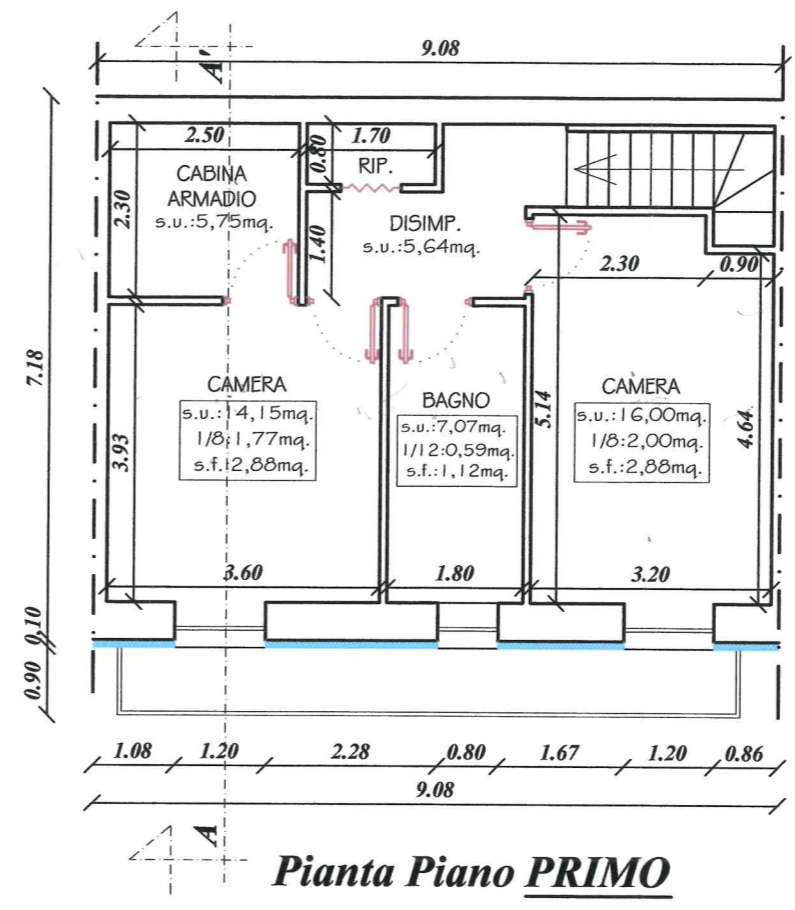 9.08
A'
2.50
0.80
1.70
RIP.
CABINA
ARMADIO
s.u.:5,75mq.
2.30
DISIMP.
s.u.:5,64mq.
1.40
2.30
0.90
7.18
CAMERA
s.u.:14,15mq.
1/8:1,77mq.
s.f.:2,88mq.
3.93
BAGNO
s.u.:7,07mq.
1/12:0,59mq.
s.f.:1,12mq.
5.14
CAMERA
s.u.:16,00mq.
1/8:2,00mq.
s.f.:2,88mq.
4.64
3.60
1.80
3.20
0,10
0.90
1.08
1.20
2.28
0.80
1.67
1.20
0.86
9.08
A
Pianta Piano PRIMO